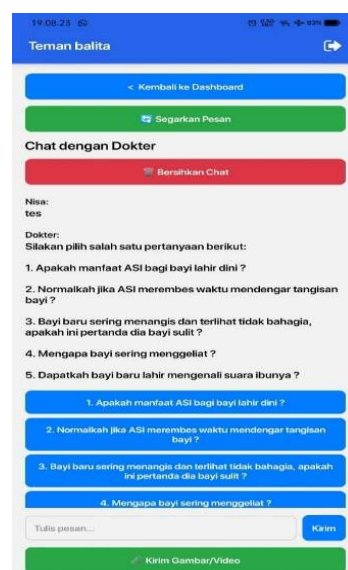 19.08.25
83%
Teman balita
< Kembali ke Dashboard
Segarkan Pesan
Chat dengan Dokter
Bersihkan Chat
Nisa:
tes
Dokter:
Silakan pilih salah satu pertanyaan berikut:
1. Apakah manfaat ASI bagi bayi lahir dini ?
2. Normalkah jika ASI merembes waktu mendengar tangisan
bayi ?
3. Bayi baru sering menangis dan terlihat tidak bahagia,
apakah ini pertanda dia bayi sulit ?
4. Mengapa bayi sering menggeliat ?
5. Dapatkah bayi baru lahir mengenali suara ibunya ?
1. Apakah manfaat ASI bagi bayi lahir dini ?
2. Normalkah jika ASI merembes waktu mendengar tangisan
bayi ?
3. Bayi baru sering menangis dan terlihat tidak bahagia, apakah
ini pertanda dia bayi sulit ?
4. Mengapa bayi sering menggeliat ?
Tulis pesan...
Kirim
Kirim Gambar/Video